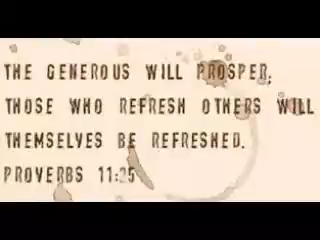 THE GENEROUS WILL PROSPER;
THOSE WHO REFRESH OTHERS WILL
THEMSELVES BE REFRESHED.
PROVERBS 11:25